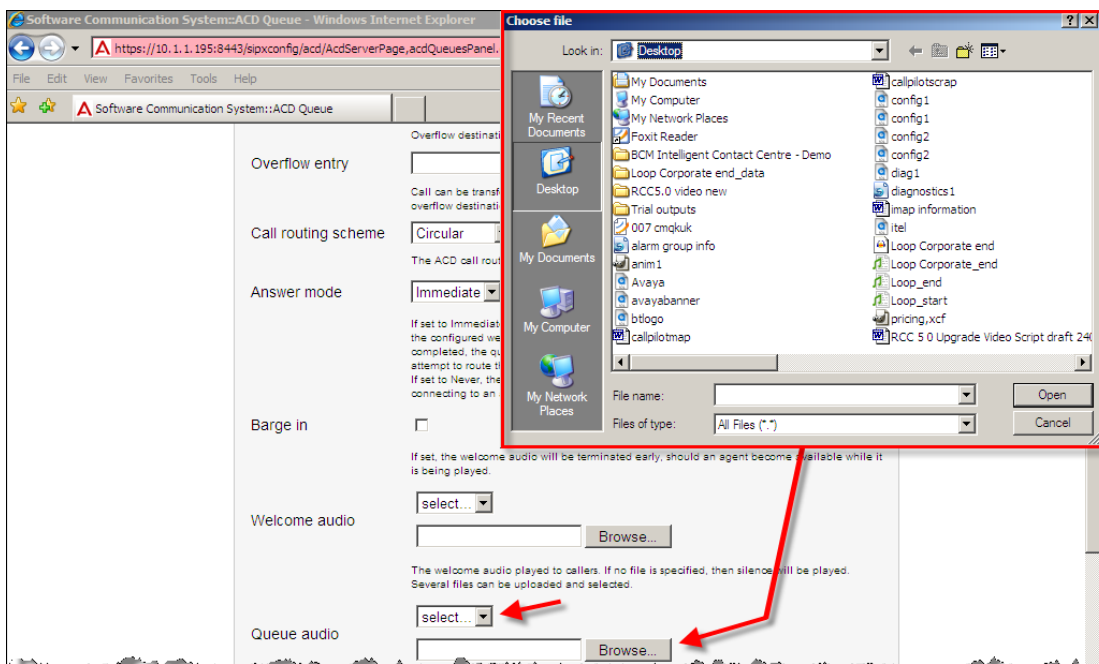 Software Communication System::ACD Queue - Windows Internet Explorer
https://10.1.1.195:8443/sipxconfig/acd/AcdServerPage,acdQueuesPanel.
File Edit View Favorites Tools Help
Software Communication System::ACD Queue
Overflow destinati
Overflow entry
Call can be transf
overflow destinati
Call routing scheme
Circular
The ACD call rout
Answer mode
Immediate
If set to Immediat
the configured we
completed, the qu
attempt to route t
If set to Never, the
connecting to an
Barge in
If set, the welcome audio will be terminated early, should an agent become available while it
is being played.
select...
Welcome audio
Browse...
The welcome audio played to callers. If no file is specified, then silence will be played.
Several files can be uploaded and selected.
select...
Queue audio
Browse...
Choose file
Look in:
Desktop
My Recent
Documents
Desktop
My Documents
My Computer
My Network
Places
My Documents
My Computer
My Network Places
Foxit Reader
BCM Intelligent Contact Centre - Demo
Loop Corporate end_data
RCC5.0 video new
Trial outputs
007 cmqkuk
alarm group info
anim1
Avaya
avayabanner
btlogo
callpilotmap
callpilotscrap
config1
config1
config2
config2
diag1
diagnostics1
imap information
itel
Loop Corporate end
Loop Corporate_end
Loop_end
Loop_start
pricing,xcf
RCC 5 0 Upgrade Video Script draft 240
File name:
Open
Files of type:
All Files (*.*)
Cancel